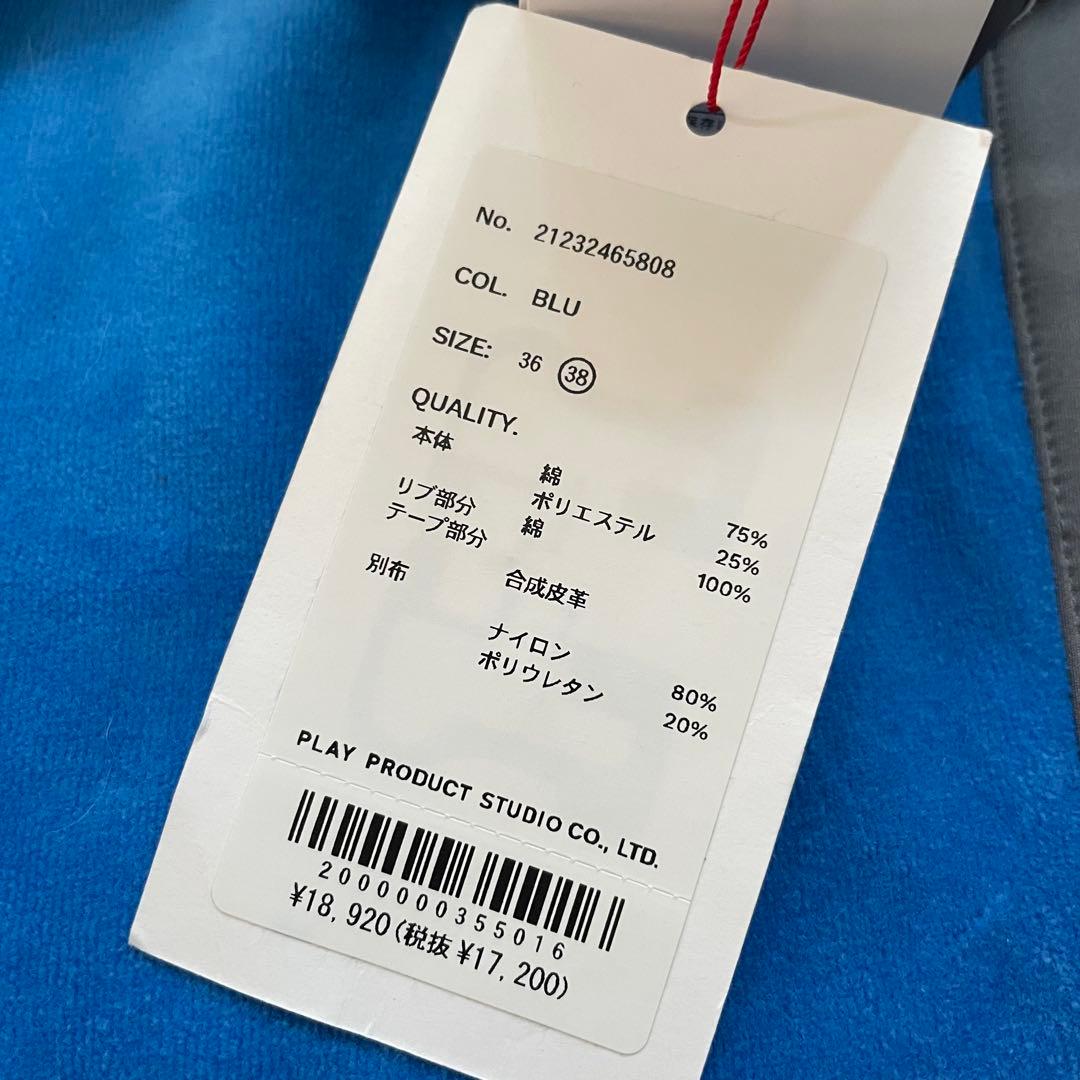 保存
No. 21232465808
COL. BLU
SIZE: 36 38
QUALITY.
本体 綿 75%
ポリエステル 25%
リブ部分 綿 100%
テープ部分
合成皮革
別布
ナイロン 80%
ポリウレタン 20%
PLAY PRODUCT STUDIO CO., LTD.
2000000355016
¥18,920(税抜¥17,200)